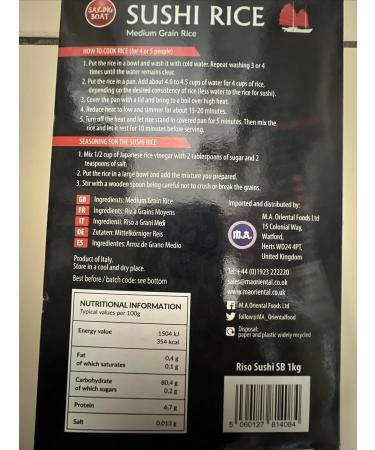 SAILING
BOAT
SUSHI RICE
Medium Grain Rice
HOW TO COOK RICE (for 4 or 5 people)
1. Put the rice in a bowl and wash it with cold water. Repeat washing 3 or 4
times until the water remains clear.
2. Put the rice in a pan. Add about 4.0 to 4.5 cups of water for 4 cups of rice,
depending on the desired consistency of rice (less water to the rice for sushi).
3. Cover the pan with a lid and bring to a boil over high heat.
4. Reduce heat to low and simmer for about 15-20 minutes.
5. Turn off the heat and let rice stand in covered pan for 5 minutes. Then mix the
rice and let it rest for 10 minutes before serving.
SEASONING FOR THE SUSHI RICE
1. Mix 1/2 cup of Japanese rice vinegar with 2 tablespoons of sugar and 2
teaspoons of salt.
2. Put the rice in a large bowl and add the mixture you prepared.
3. Stir with a wooden spoon being careful not to crush or break the grains.
GB Ingredients: Medium Grain Rice
FR Ingrédients: Riz à Grains Moyens
IT Ingredienti: Riso a Grani Medi
DE Zutaten: Mittelkörniger Reis
ES Ingredientes: Arroz de Grano Medio
Product of Italy.
Store in a cool and dry place.
Best before / batch code: see bottom
Imported and distributed by:
M.A.
M.A. Oriental Foods Ltd
15 Colonial Way,
Watford,
Herts WD24 4PT,
United Kingdom
Tel: +44 (0)1923 222220
sales@maoriental.co.uk
www.maoriental.co.uk
M.A.Oriental Foods Ltd
follow@MA_Orientalfood
Disposal:
paper and plastic widely recycled
NUTRITIONAL INFORMATION
Typical values per 100g
Energy value 1504 kJ
354 kcal
Fat 0,4 g
of which saturates 0,1 g
Carbohydrate 80,4 g
of which sugars 0,2 g
Protein 6,7 g
Salt 0.013 g
Riso Sushi SB 1kg
5 060127 814084